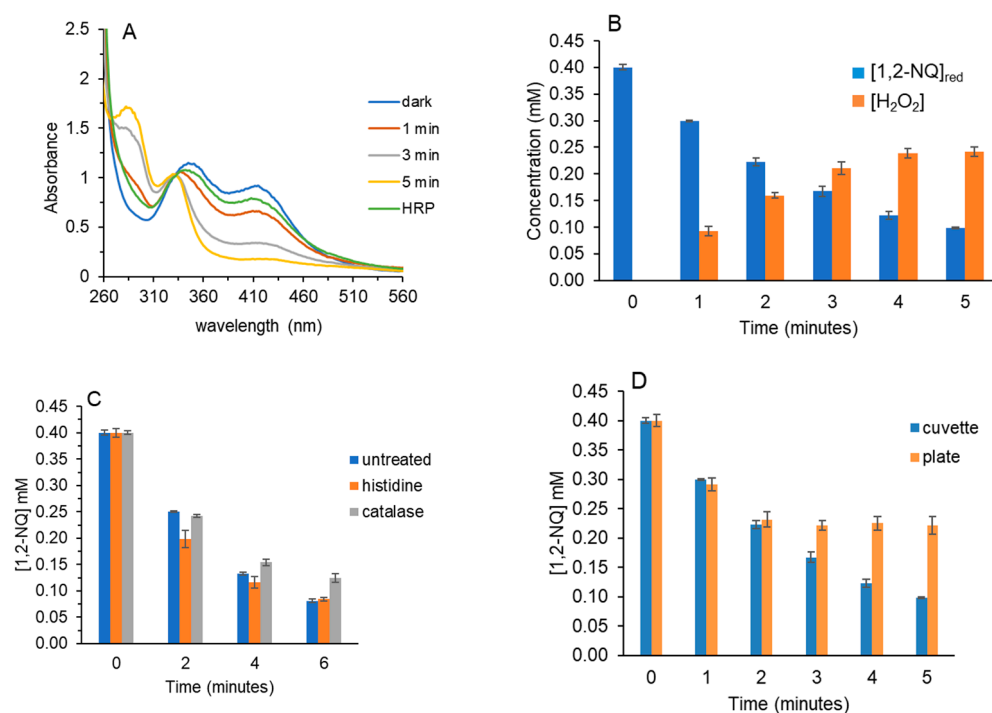 A
2.5
2
1.5
1
0.5
0
Absorbance
260 310 360 410 460 510 560
wavelength (nm)
dark
1 min
3 min
5 min
HRP
B
0.45
0.40
0.35
0.30
0.25
0.20
0.15
0.10
0.05
0.00
Concentration (mM)
0 1 2 3 4 5
Time (minutes)
[1,2-NQ]red
[H₂O₂]
C
0.45
0.40
0.35
0.30
0.25
0.20
0.15
0.10
0.05
0.00
[1,2-NQ] mM
0 2 4 6
Time (minutes)
untreated
histidine
catalase
D
0.45
0.40
0.35
0.30
0.25
0.20
0.15
0.10
0.05
0.00
[1,2-NQ] mM
0 1 2 3 4 5
Time (minutes)
cuvette
plate